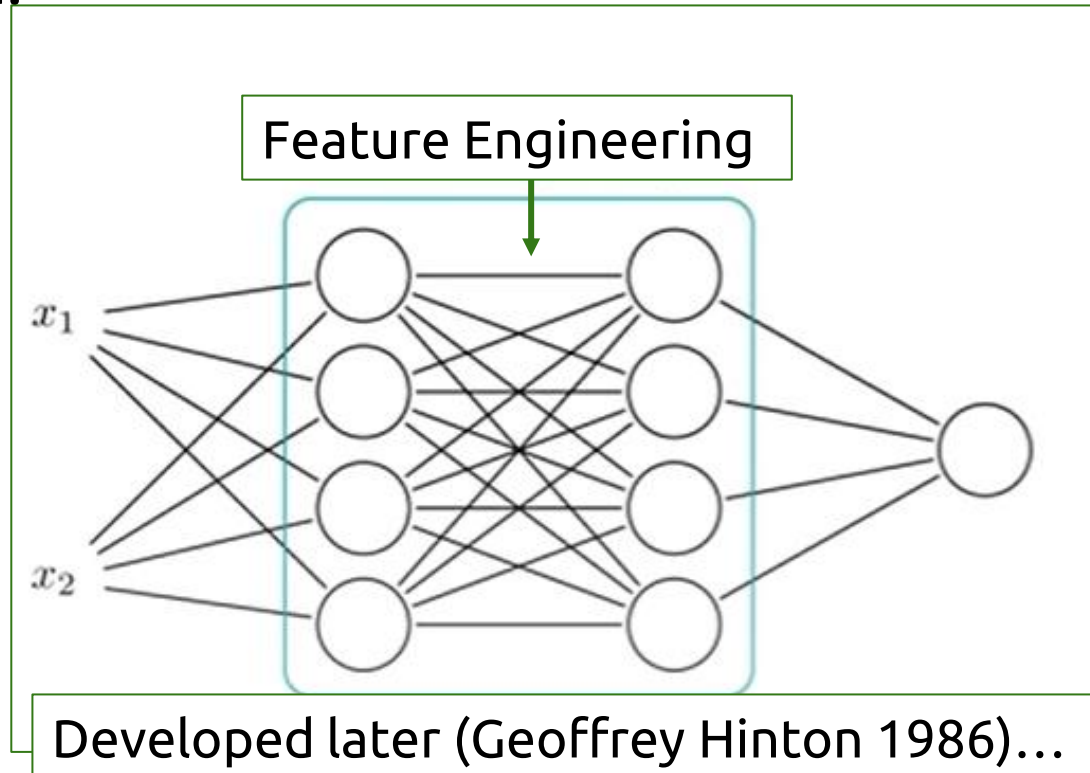 Feature Engineering
x₁
x₂
Developed later (Geoffrey Hinton 1986)...